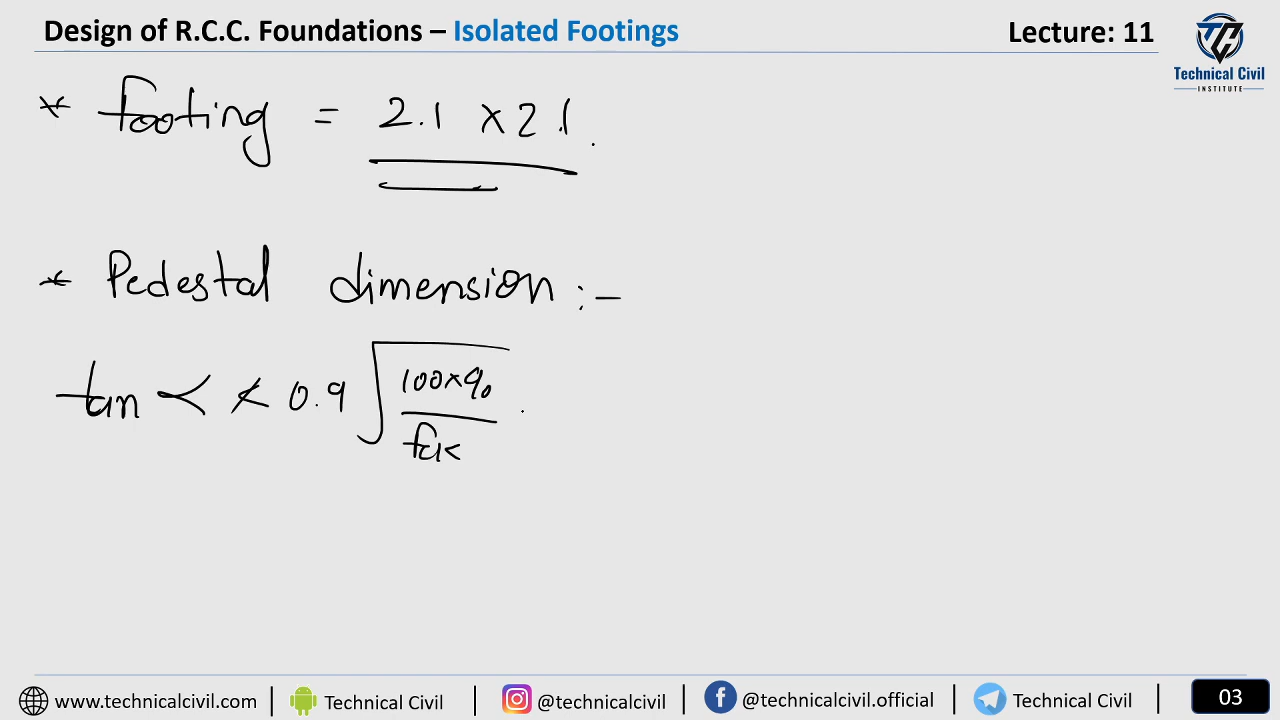 Design of R.C.C. Foundations – Isolated Footings
Lecture: 11
Technical Civil
INSTITUTE
* footing = 2.1 × 2.1.
* Pedestal dimension :-
tan α ≮ 0.9 √(100×q₀ / fck).
www.technicalcivil.com | Technical Civil | @technicalcivil | @technicalcivil.official | Technical Civil | 03